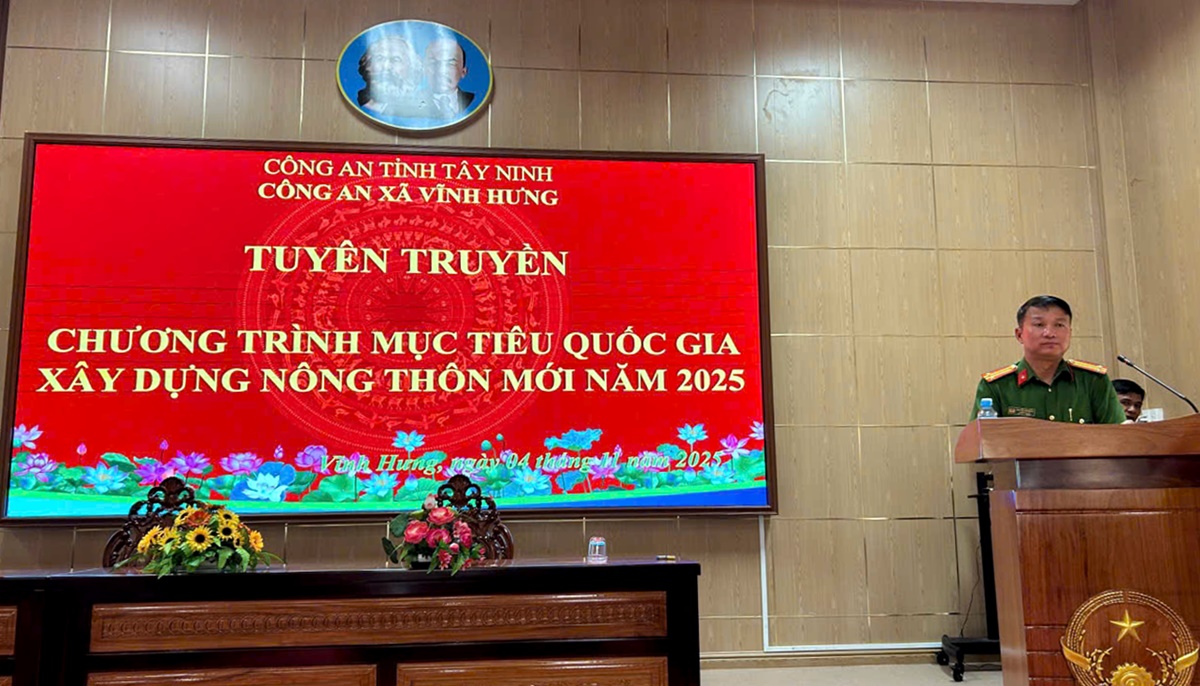 CÔNG AN TỈNH TÂY NINH
CÔNG AN XÃ VĨNH HƯNG
TUYÊN TRUYỀN
CHƯƠNG TRÌNH MỤC TIÊU QUỐC GIA
XÂY DỰNG NÔNG THÔN MỚI NĂM 2025
Vĩnh Hưng, ngày 04 tháng 11 năm 2025